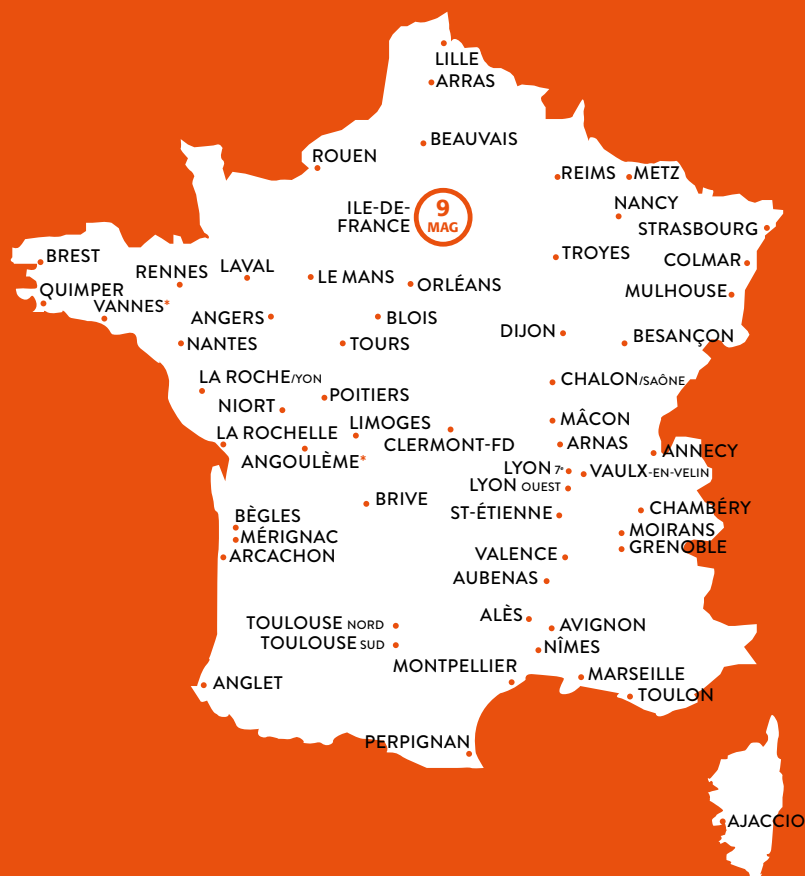 LILLE
ARRAS
BEAUVAIS
ROUEN
REIMS
METZ
ILE-DE-
FRANCE
9
MAG
NANCY
STRASBOURG
BREST
RENNES
LAVAL
LE MANS
ORLÉANS
TROYES
COLMAR
QUIMPER
VANNES*
MULHOUSE
ANGERS
BLOIS
DIJON
BESANÇON
NANTES
TOURS
LA ROCHE/YON
POITIERS
CHALON/SAÔNE
NIORT
LIMOGES
MÂCON
LA ROCHELLE
CLERMONT-FD
ARNAS
ANGOULÈME*
ANNECY
LYON 7e
VAULX-EN-VELIN
LYON OUEST
BRIVE
ST-ÉTIENNE
CHAMBÉRY
BÈGLES
MÉRIGNAC
MOIRANS
ARCACHON
VALENCE
GRENOBLE
AUBENAS
TOULOUSE NORD
ALÈS
AVIGNON
TOULOUSE SUD
NÎMES
MONTPELLIER
MARSEILLE
ANGLET
TOULON
PERPIGNAN
AJACCIO